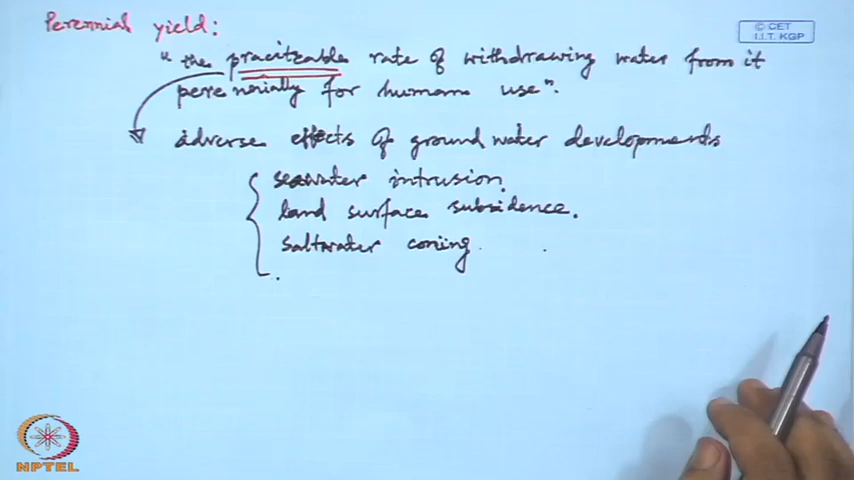 Perennial yield:
© CET
I.I.T. KGP
"the praciteable rate of withdrawing water from it
perennially for human use".
adverse effects of ground water developments
seawater intrusion.
land surface subsidence.
saltwater coning
NPTEL